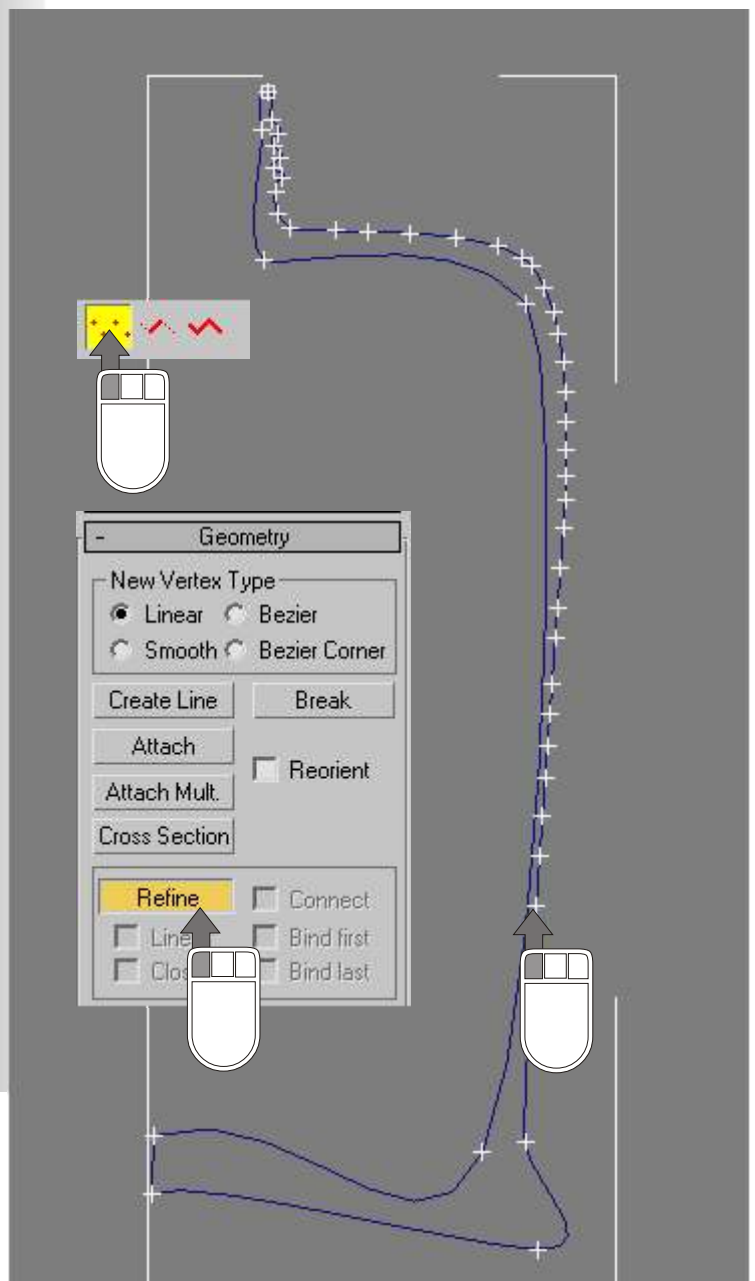 - Geometry
New Vertex Type
Linear Bezier
Smooth Bezier Corner
Create Line Break
Attach
Reorient
Attach Mult.
Cross Section
Refine Connect
Bind first
Bind last